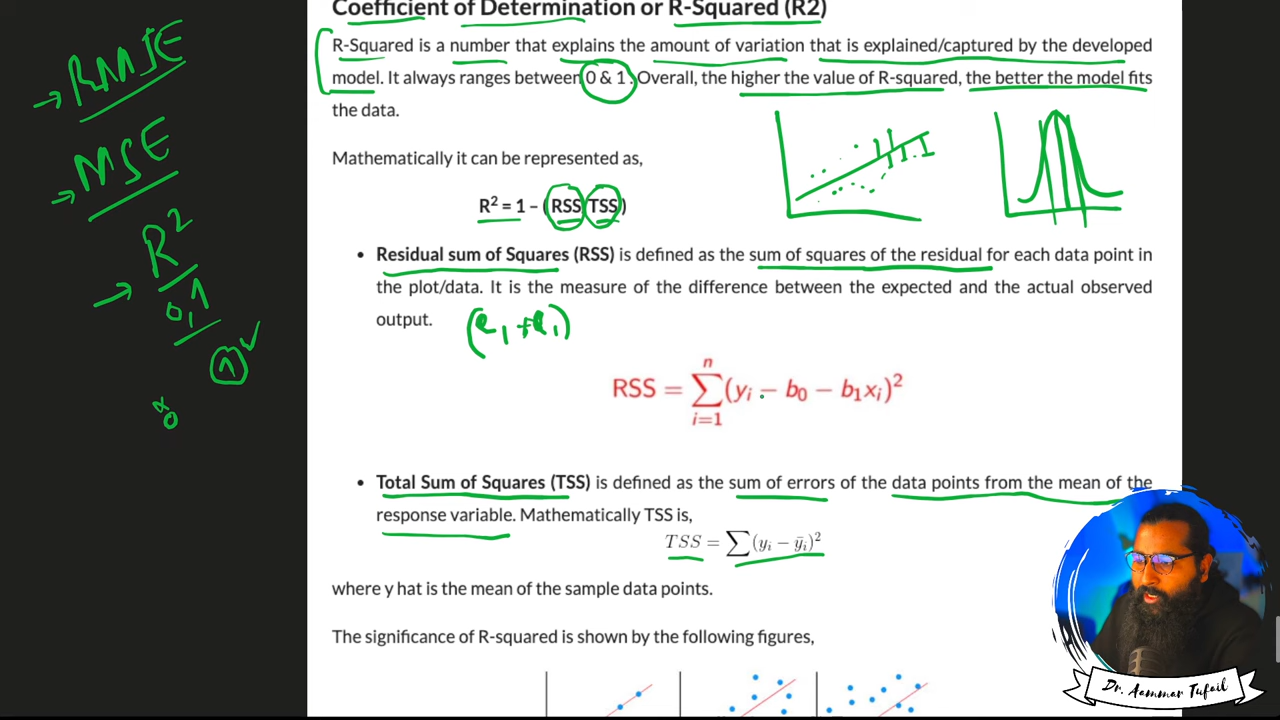 Coefficient of Determination or R-Squared (R2)
R-Squared is a number that explains the amount of variation that is explained/captured by the developed
model. It always ranges between 0 & 1 . Overall, the higher the value of R-squared, the better the model fits
the data.
Mathematically it can be represented as,
R² = 1 – ( RSS/TSS )
• Residual sum of Squares (RSS) is defined as the sum of squares of the residual for each data point in
the plot/data. It is the measure of the difference between the expected and the actual observed
output.
(e₁ + e₁)
RSS = ∑ⁿᵢ₌₁ (yᵢ − b₀ − b₁xᵢ)²
• Total Sum of Squares (TSS) is defined as the sum of errors of the data points from the mean of the
response variable. Mathematically TSS is,
TSS = ∑ (yᵢ − ȳᵢ)²
where y hat is the mean of the sample data points.
The significance of R-squared is shown by the following figures,
→ RMSE
→ MSE
→ R²
0,1
1
Dr. Aammar Tufail